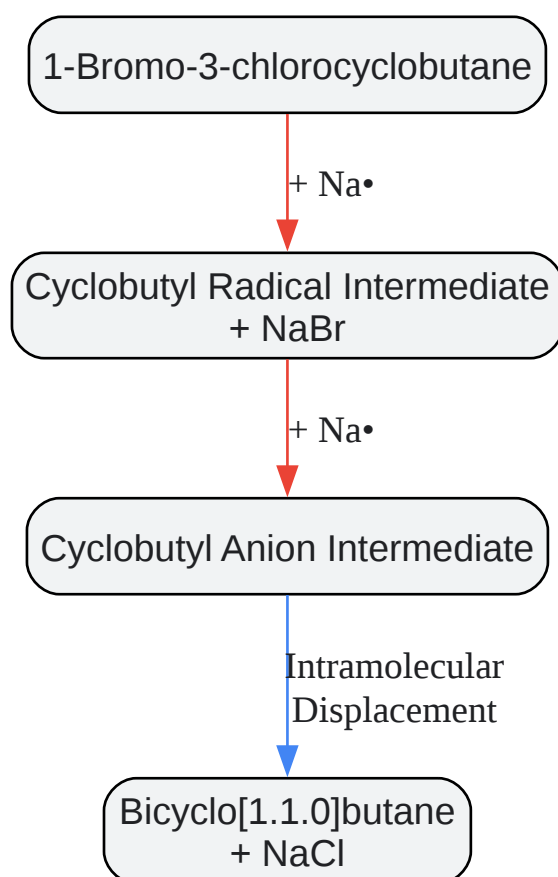 1-Bromo-3-chlorocyclobutane
+ Na•
Cyclobutyl Radical Intermediate
+ NaBr
+ Na•
Cyclobutyl Anion Intermediate
Intramolecular
Displacement
Bicyclo[1.1.0]butane
+ NaCl